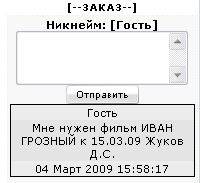 [--ЗАКАЗ--]
Никнейм: [Гость]
Отправить
Гость
Мне нужен фильм ИВАН
ГРОЗНЫЙ к 15.03.09 Жуков
Д.С.
04 Март 2009 15:58:17